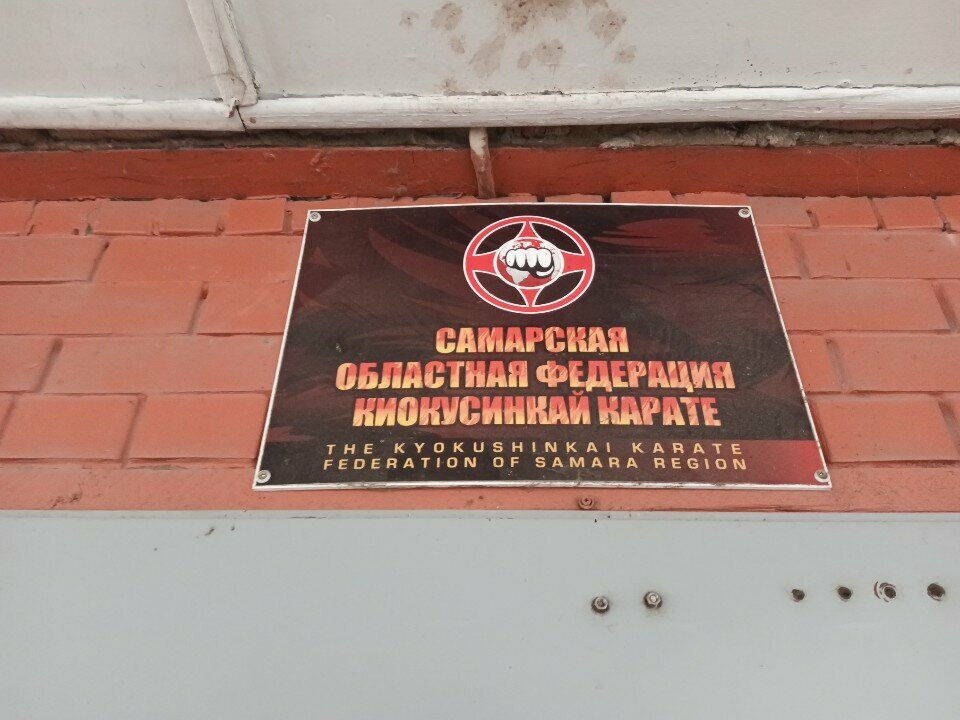 САМАРСКАЯ
ОБЛАСТНАЯ ФЕДЕРАЦИЯ
КИОКУСИНКАЙ КАРАТЕ
THE KYOKUSHINKAI KARATE
FEDERATION OF SAMARA REGION